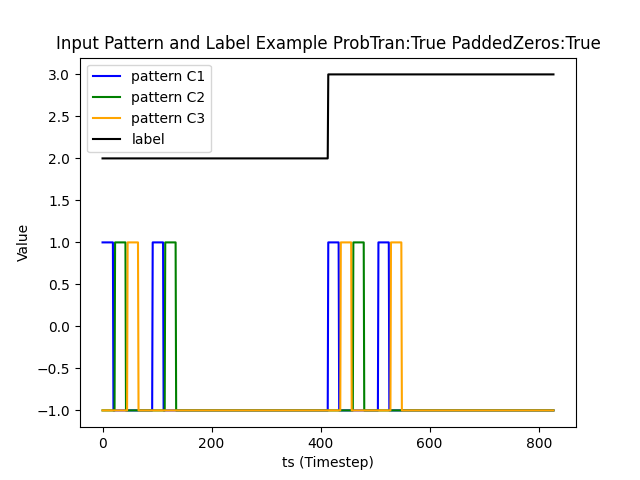 Input Pattern and Label Example ProbTran:True PaddedZeros:True
pattern C1
pattern C2
pattern C3
label
3.0
2.5
2.0
1.5
1.0
0.5
0.0
−0.5
−1.0
Value
0 200 400 600 800
ts (Timestep)